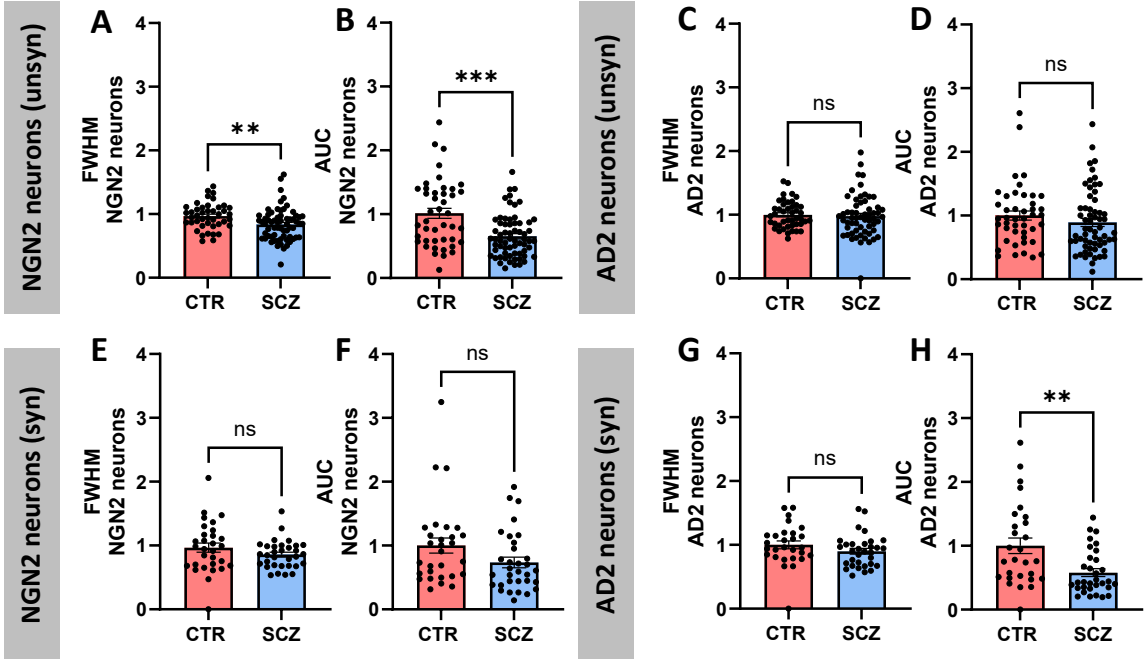 NGN2 neurons (unsyn)
A
FWHM
NGN2 neurons
4
3
2
1
0
**
CTR
SCZ
B
AUC
NGN2 neurons
4
3
2
1
0
***
CTR
SCZ
AD2 neurons (unsyn)
C
FWHM
AD2 neurons
4
3
2
1
0
ns
CTR
SCZ
D
AUC
AD2 neurons
4
3
2
1
0
ns
CTR
SCZ
NGN2 neurons (syn)
E
FWHM
NGN2 neurons
4
3
2
1
0
ns
CTR
SCZ
F
AUC
NGN2 neurons
4
3
2
1
0
ns
CTR
SCZ
AD2 neurons (syn)
G
FWHM
AD2 neurons
4
3
2
1
0
ns
CTR
SCZ
H
AUC
AD2 neurons
4
3
2
1
0
**
CTR
SCZ